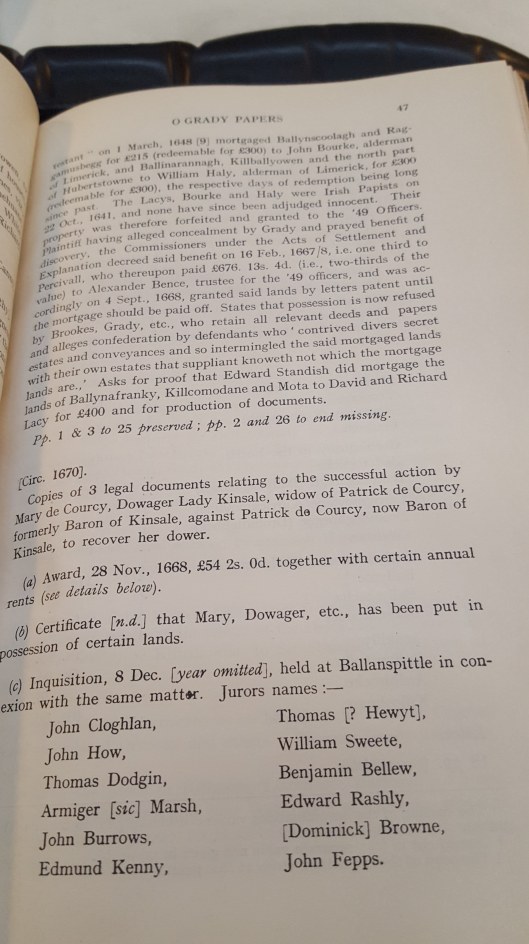 O GRADY PAPERS
47
testant " on 1 March, 1648 [9] mortgaged Ballynscoolagh and Rag-
gamusbegg for £215 (redeemable for £300) to John Bourke, alderman
of Limerick, and Ballinarannagh, Killballyowen and the north part
of Hubertstowne to William Haly, alderman of Limerick, for £300
(redeemable for £300), the respective days of redemption being long
since past. The Lacys, Bourke and Haly were Irish Papists on
22 Oct., 1641, and none have since been adjudged innocent. Their
property was therefore forfeited and granted to the '49 Officers.
Plaintiff having alleged concealment by Grady and prayed benefit of
discovery, the Commissioners under the Acts of Settlement and
Explanation decreed said benefit on 16 Feb., 1667/8, i.e. one third to
Percivall, who thereupon paid £676. 13s. 4d. (i.e., two-thirds of the
value) to Alexander Bence, trustee for the '49 officers, and was ac-
cordingly on 4 Sept., 1668, granted said lands by letters patent until
the mortgage should be paid off. States that possession is now refused
by Brookes, Grady, etc., who retain all relevant deeds and papers
and alleges confederation by defendants who ' contrived divers secret
estates and conveyances and so intermingled the said mortgaged lands
with their own estates that suppliant knoweth not which the mortgage
lands are.,' Asks for proof that Edward Standish did mortgage the
lands of Ballynafranky, Killcomodane and Mota to David and Richard
Lacy for £400 and for production of documents.
Pp. 1 & 3 to 25 preserved ; pp. 2 and 26 to end missing.
[Circ. 1670].
Copies of 3 legal documents relating to the successful action by
Mary de Courcy, Dowager Lady Kinsale, widow of Patrick de Courcy,
formerly Baron of Kinsale, against Patrick de Courcy, now Baron of
Kinsale, to recover her dower.
(a) Award, 28 Nov., 1668, £54 2s. 0d. together with certain annual
rents (see details below).
(b) Certificate [n.d.] that Mary, Dowager, etc., has been put in
possession of certain lands.
(c) Inquisition, 8 Dec. [year omitted], held at Ballanspittle in con-
exion with the same matter. Jurors names :—
John Cloghlan,
John How,
Thomas Dodgin,
Armiger [sic] Marsh,
John Burrows,
Edmund Kenny,
Thomas [? Hewyt],
William Sweete,
Benjamin Bellew,
Edward Rashly,
[Dominick] Browne,
John Fepps.